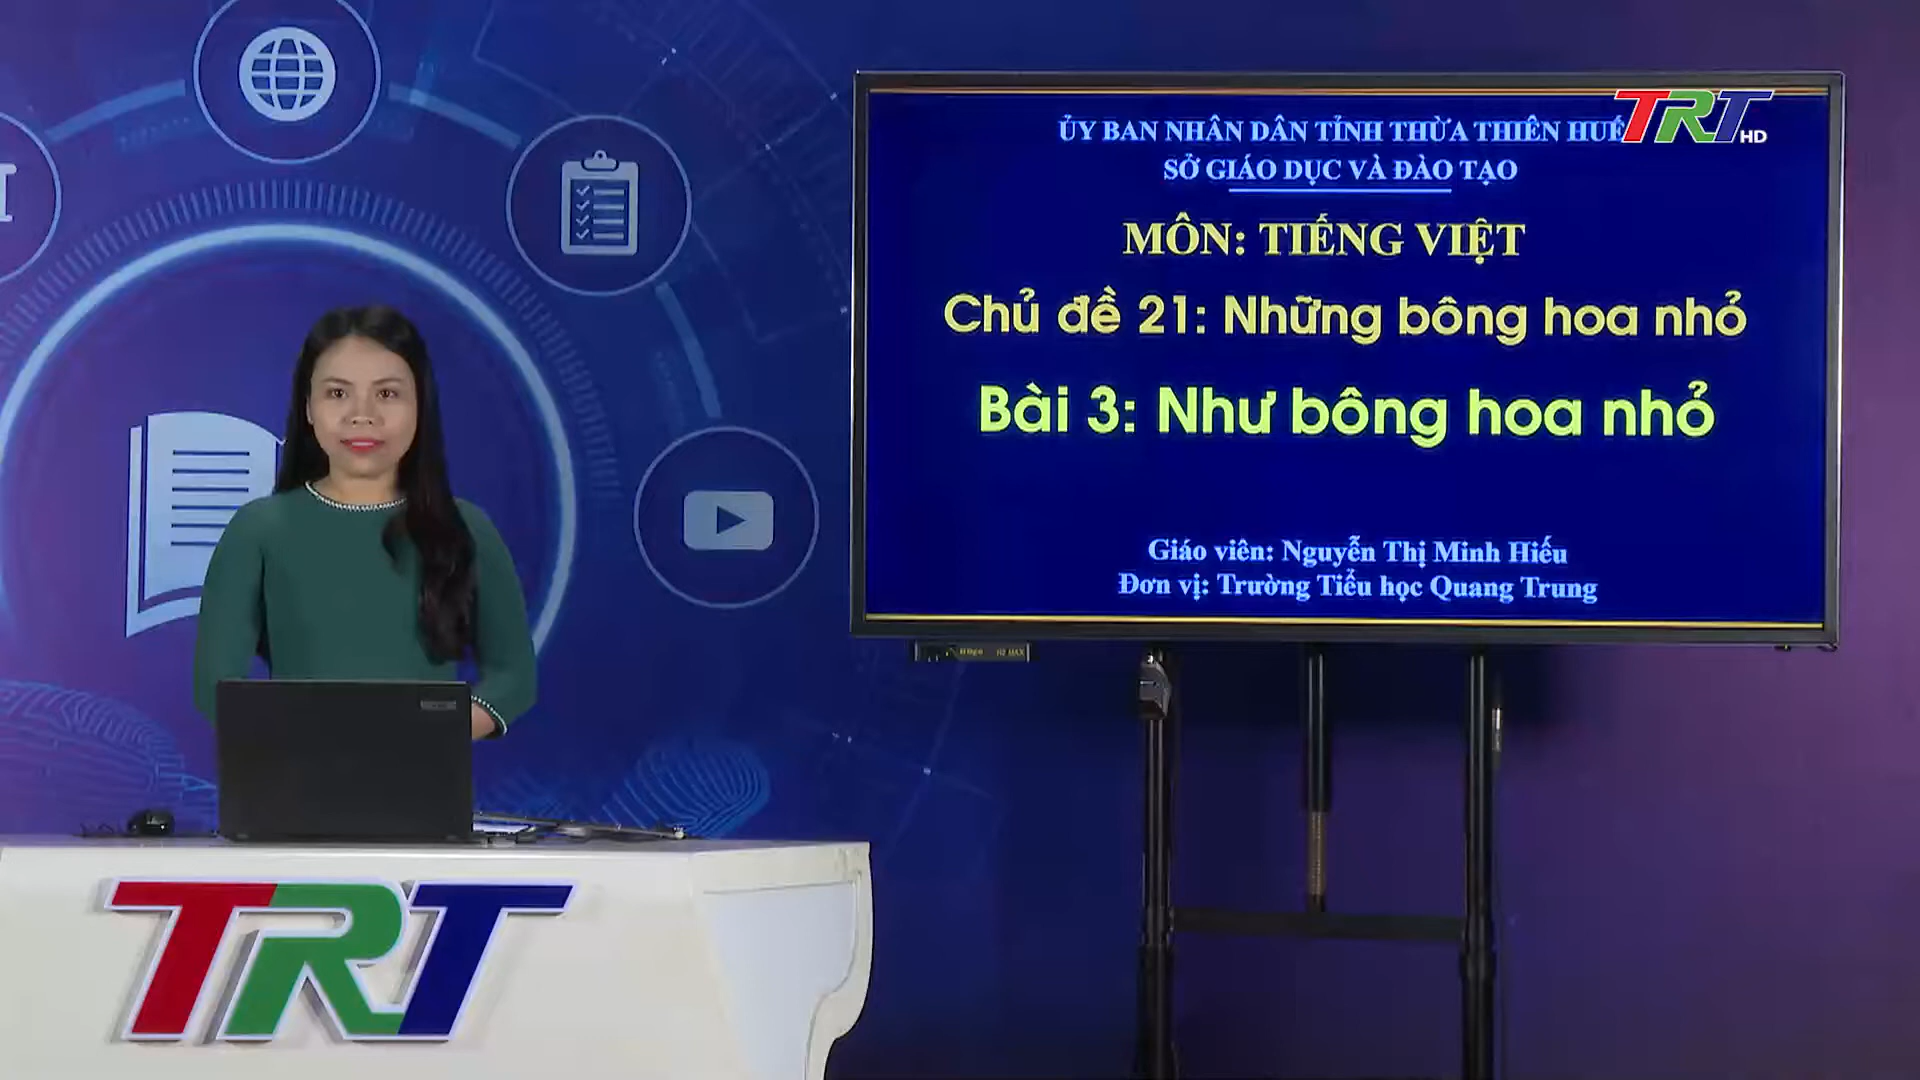 ỦY BAN NHÂN DÂN TỈNH THỪA THIÊN HUẾ
TRT HD
SỞ GIÁO DỤC VÀ ĐÀO TẠO
MÔN: TIẾNG VIỆT
Chủ đề 21: Những bông hoa nhỏ
Bài 3: Như bông hoa nhỏ
Giáo viên: Nguyễn Thị Minh Hiếu
Đơn vị: Trường Tiểu học Quang Trung
H2 MAX
TRT